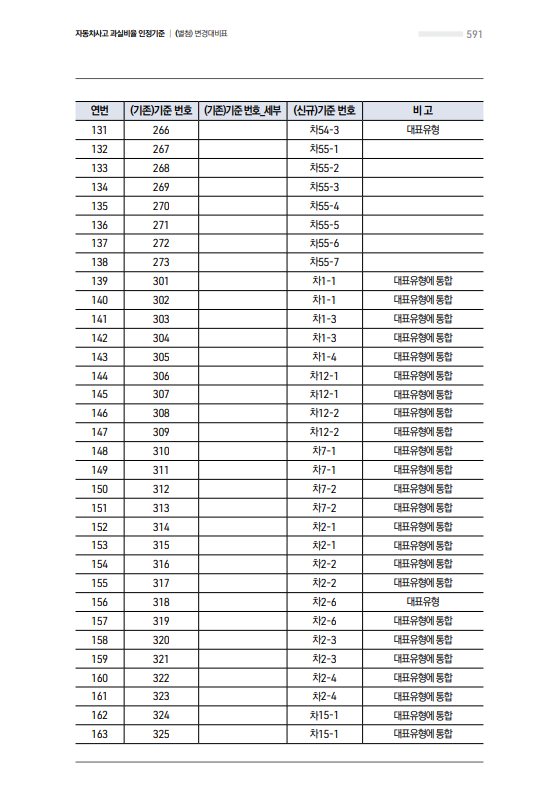 자동차사고 과실비율 인정기준 | (별첨) 변경대비표 591
연번 (기존)기준 번호 (기존)기준 번호_세부 (신규)기준 번호 비 고
131 266 차54-3 대표유형
132 267 차55-1
133 268 차55-2
134 269 차55-3
135 270 차55-4
136 271 차55-5
137 272 차55-6
138 273 차55-7
139 301 차1-1 대표유형에 통합
140 302 차1-1 대표유형에 통합
141 303 차1-3 대표유형에 통합
142 304 차1-3 대표유형에 통합
143 305 차1-4 대표유형에 통합
144 306 차12-1 대표유형에 통합
145 307 차12-1 대표유형에 통합
146 308 차12-2 대표유형에 통합
147 309 차12-2 대표유형에 통합
148 310 차7-1 대표유형에 통합
149 311 차7-1 대표유형에 통합
150 312 차7-2 대표유형에 통합
151 313 차7-2 대표유형에 통합
152 314 차2-1 대표유형에 통합
153 315 차2-1 대표유형에 통합
154 316 차2-2 대표유형에 통합
155 317 차2-2 대표유형에 통합
156 318 차2-6 대표유형
157 319 차2-6 대표유형에 통합
158 320 차2-3 대표유형에 통합
159 321 차2-3 대표유형에 통합
160 322 차2-4 대표유형에 통합
161 323 차2-4 대표유형에 통합
162 324 차15-1 대표유형에 통합
163 325 차15-1 대표유형에 통합